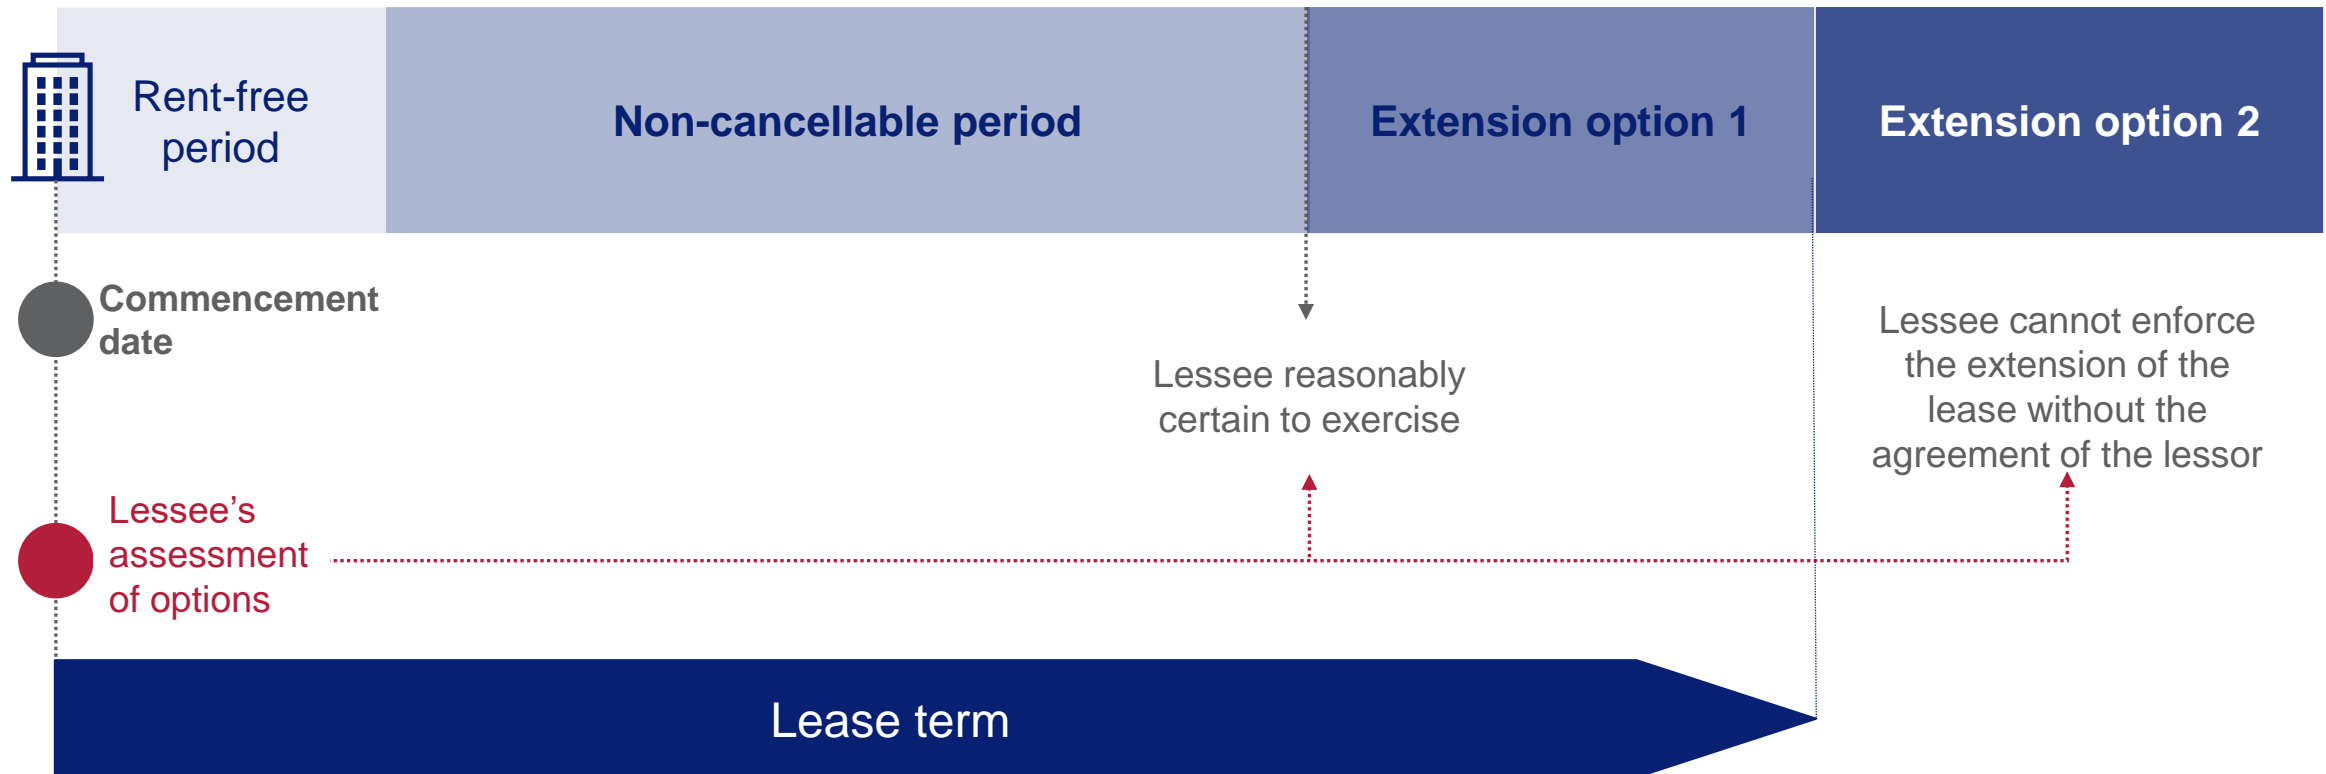 Rent-free
period
Non-cancellable period
Extension option 1
Extension option 2
Commencement
date
Lessee reasonably
certain to exercise
Lessee cannot enforce
the extension of the
lease without the
agreement of the lessor
Lessee’s
assessment
of options
Lease term